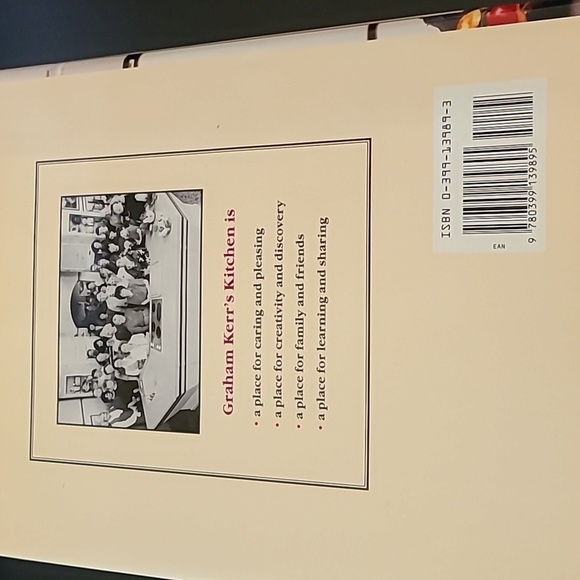 Graham Kerr's Kitchen is
• a place for caring and pleasing
• a place for creativity and discovery
• a place for family and friends
• a place for learning and sharing
ISBN 0-399-13989-3
EAN
9 780399 139895